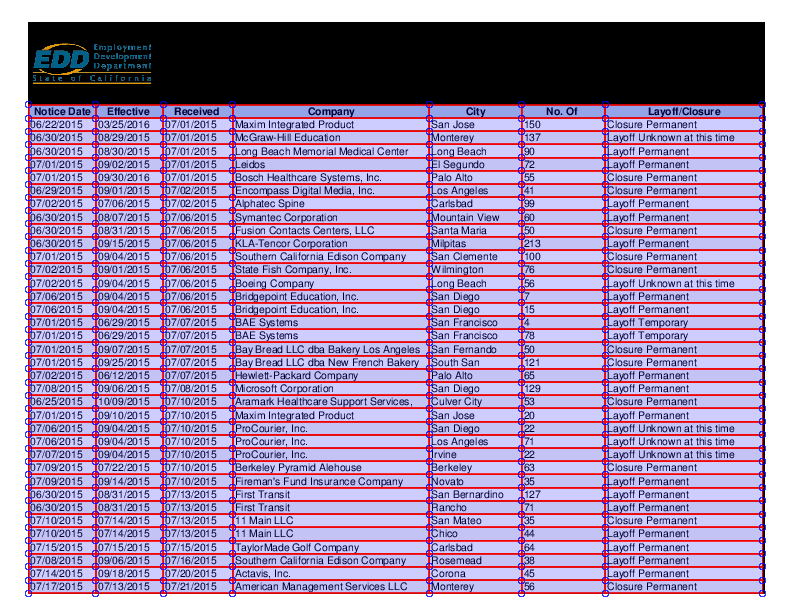 EDD Employment
Development
Department
State of California
Notice Date Effective Received Company City No. Of Layoff/Closure
06/22/2015 03/25/2016 07/01/2015 Maxim Integrated Product San Jose 150 Closure Permanent
06/30/2015 08/29/2015 07/01/2015 McGraw-Hill Education Monterey 137 Layoff Unknown at this time
06/30/2015 08/30/2015 07/01/2015 Long Beach Memorial Medical Center Long Beach 90 Layoff Permanent
07/01/2015 09/02/2015 07/01/2015 Leidos El Segundo 72 Layoff Permanent
07/01/2015 09/30/2016 07/01/2015 Bosch Healthcare Systems, Inc. Palo Alto 55 Closure Permanent
06/29/2015 09/01/2015 07/02/2015 Encompass Digital Media, Inc. Los Angeles 41 Closure Permanent
07/02/2015 07/06/2015 07/02/2015 Alphatec Spine Carlsbad 99 Layoff Permanent
06/30/2015 08/07/2015 07/06/2015 Symantec Corporation Mountain View 60 Layoff Permanent
06/30/2015 08/31/2015 07/06/2015 Fusion Contacts Centers, LLC Santa Maria 50 Closure Permanent
06/30/2015 09/15/2015 07/06/2015 KLA-Tencor Corporation Milpitas 213 Layoff Permanent
07/01/2015 09/04/2015 07/06/2015 Southern California Edison Company San Clemente 100 Closure Permanent
07/02/2015 09/01/2015 07/06/2015 State Fish Company, Inc. Wilmington 76 Closure Permanent
07/02/2015 09/04/2015 07/06/2015 Boeing Company Long Beach 56 Layoff Unknown at this time
07/06/2015 09/04/2015 07/06/2015 Bridgepoint Education, Inc. San Diego 7 Layoff Permanent
07/06/2015 09/04/2015 07/06/2015 Bridgepoint Education, Inc. San Diego 15 Layoff Permanent
07/01/2015 06/29/2015 07/07/2015 BAE Systems San Francisco 4 Layoff Temporary
07/01/2015 06/29/2015 07/07/2015 BAE Systems San Francisco 78 Layoff Temporary
07/01/2015 09/07/2015 07/07/2015 Bay Bread LLC dba Bakery Los Angeles San Fernando 50 Closure Permanent
07/01/2015 09/25/2015 07/07/2015 Bay Bread LLC dba New French Bakery South San 121 Closure Permanent
07/02/2015 06/12/2015 07/07/2015 Hewlett-Packard Company Palo Alto 65 Layoff Permanent
07/08/2015 09/06/2015 07/08/2015 Microsoft Corporation San Diego 129 Layoff Permanent
06/25/2015 10/09/2015 07/10/2015 Aramark Healthcare Support Services, Culver City 53 Closure Permanent
07/01/2015 09/10/2015 07/10/2015 Maxim Integrated Product San Jose 20 Layoff Permanent
07/06/2015 09/04/2015 07/10/2015 ProCourier, Inc. San Diego 22 Layoff Unknown at this time
07/06/2015 09/04/2015 07/10/2015 ProCourier, Inc. Los Angeles 71 Layoff Unknown at this time
07/07/2015 09/04/2015 07/10/2015 ProCourier, Inc. Irvine 22 Layoff Unknown at this time
07/09/2015 07/22/2015 07/10/2015 Berkeley Pyramid Alehouse Berkeley 63 Closure Permanent
07/09/2015 09/14/2015 07/10/2015 Fireman's Fund Insurance Company Novato 35 Layoff Permanent
06/30/2015 08/31/2015 07/13/2015 First Transit San Bernardino 127 Layoff Permanent
06/30/2015 08/31/2015 07/13/2015 First Transit Rancho 71 Layoff Permanent
07/10/2015 07/14/2015 07/13/2015 11 Main LLC San Mateo 35 Closure Permanent
07/10/2015 07/14/2015 07/13/2015 11 Main LLC Chico 44 Layoff Permanent
07/15/2015 07/15/2015 07/15/2015 TaylorMade Golf Company Carlsbad 64 Layoff Permanent
07/08/2015 09/06/2015 07/16/2015 Southern California Edison Company Rosemead 38 Layoff Permanent
07/14/2015 09/18/2015 07/20/2015 Actavis, Inc. Corona 45 Layoff Permanent
07/17/2015 07/13/2015 07/21/2015 American Management Services LLC Monterey 56 Closure Permanent